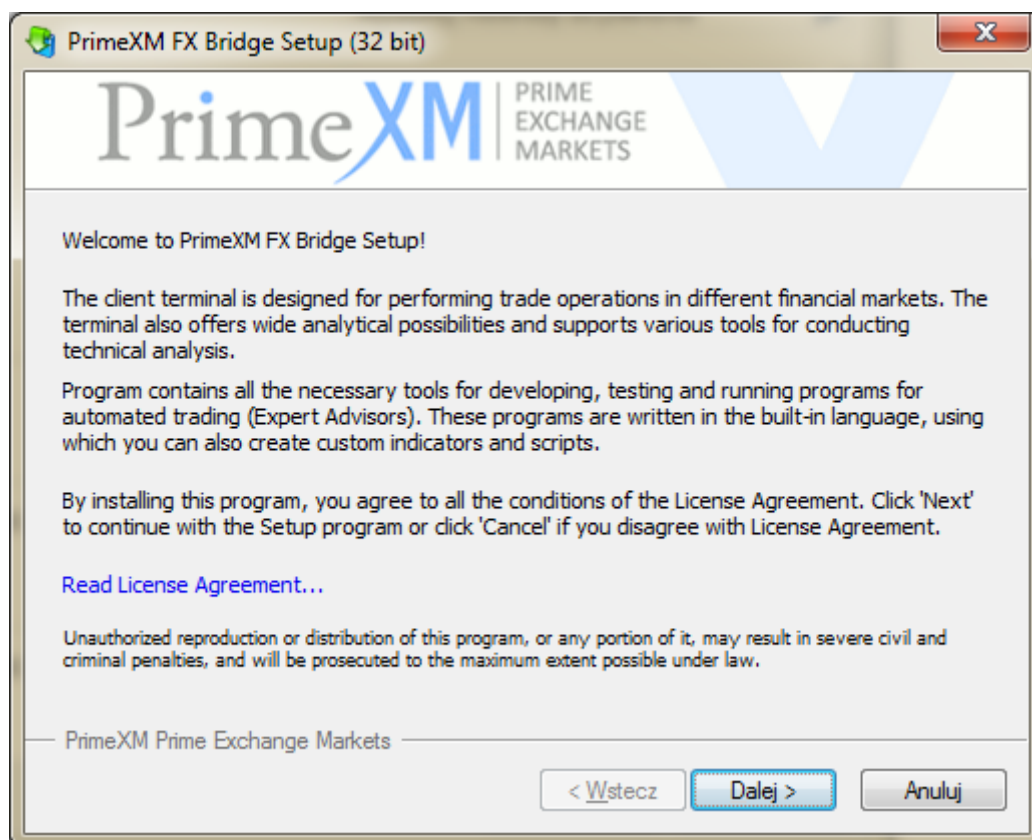 PrimeXM FX Bridge Setup (32 bit)
PrimeXM
PRIME
EXCHANGE
MARKETS
Welcome to PrimeXM FX Bridge Setup!
The client terminal is designed for performing trade operations in different financial markets. The
terminal also offers wide analytical possibilities and supports various tools for conducting
technical analysis.
Program contains all the necessary tools for developing, testing and running programs for
automated trading (Expert Advisors). These programs are written in the built-in language, using
which you can also create custom indicators and scripts.
By installing this program, you agree to all the conditions of the License Agreement. Click 'Next'
to continue with the Setup program or click 'Cancel' if you disagree with License Agreement.
Read License Agreement...
Unauthorized reproduction or distribution of this program, or any portion of it, may result in severe civil and
criminal penalties, and will be prosecuted to the maximum extent possible under law.
PrimeXM Prime Exchange Markets
< Wstecz
Dalej >
Anuluj